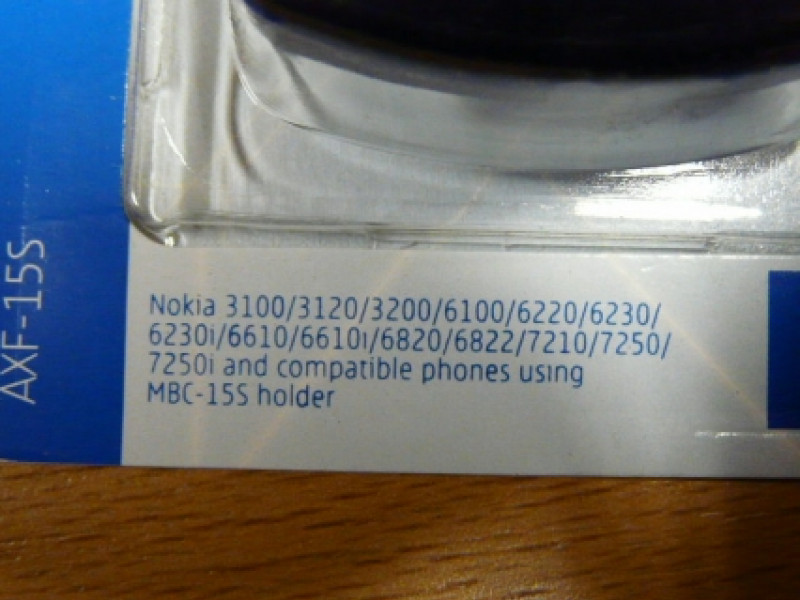 AXF-15S
Nokia 3100/3120/3200/6100/6220/6230/
6230i/6610/6610i/6820/6822/7210/7250/
7250i and compatible phones using
MBC-15S holder